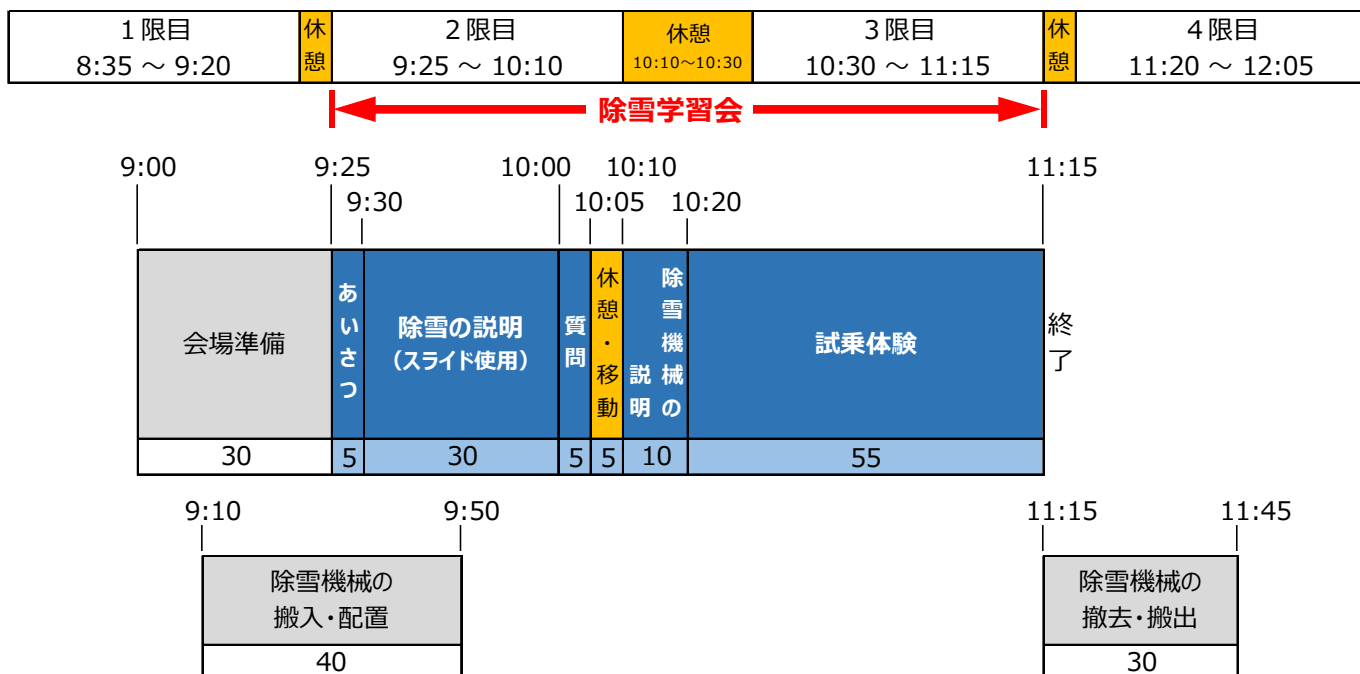 1限目
8:35 ～ 9:20
休憩
2限目
9:25 ～ 10:10
休憩
10:10～10:30
3限目
10:30 ～ 11:15
休憩
4限目
11:20 ～ 12:05
除雪学習会
9:00
9:25
10:00
10:10
11:15
9:30
10:05
10:20
会場準備
あいさつ
除雪の説明
（スライド使用）
質問
休憩・移動
除雪機械の
説明
試乗体験
終了
30
5
30
5
5
10
55
9:10
9:50
11:15
11:45
除雪機械の
搬入・配置
40
除雪機械の
撤去・搬出
30